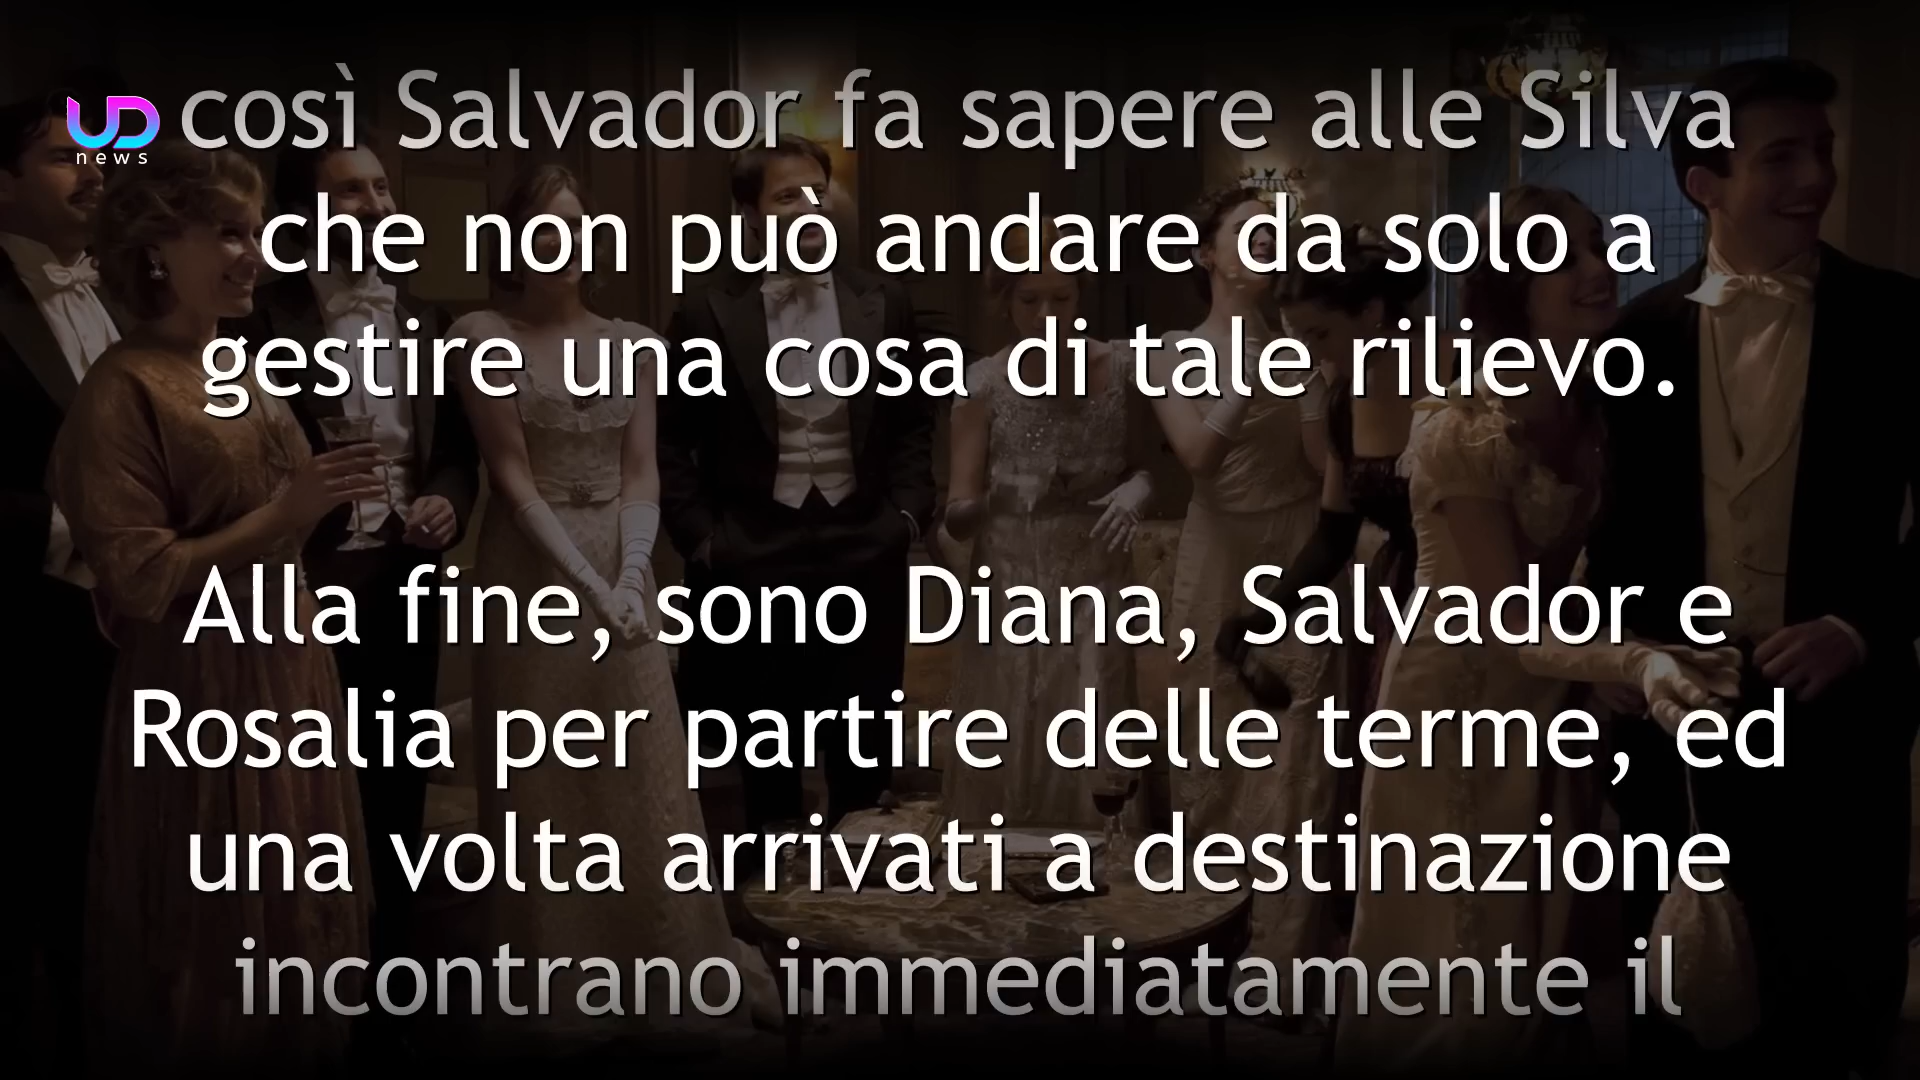 UD
news
così Salvador fa sapere alle Silva
che non può andare da solo a
gestire una cosa di tale rilievo.
Alla fine, sono Diana, Salvador e
Rosalia per partire delle terme, ed
una volta arrivati a destinazione
incontrano immediatamente il